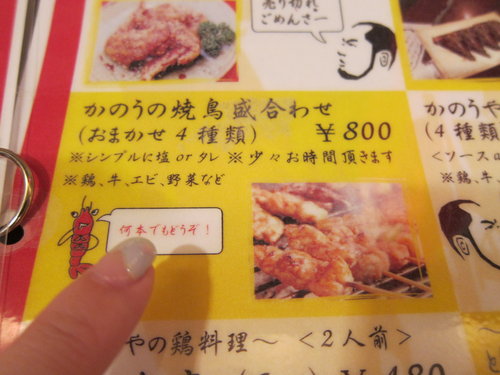 売り切れ
ごめんさー
かのうの焼鳥盛合わせ
(おまかせ4種類) ¥800
※シンプルに塩 or タレ ※少々お時間頂きます
※鶏、牛、エビ、野菜など
何本でもどうぞ！
かのうや
(4種類
<ソースの
※鶏、牛
やの鶏料理～ <2人前>
¥480